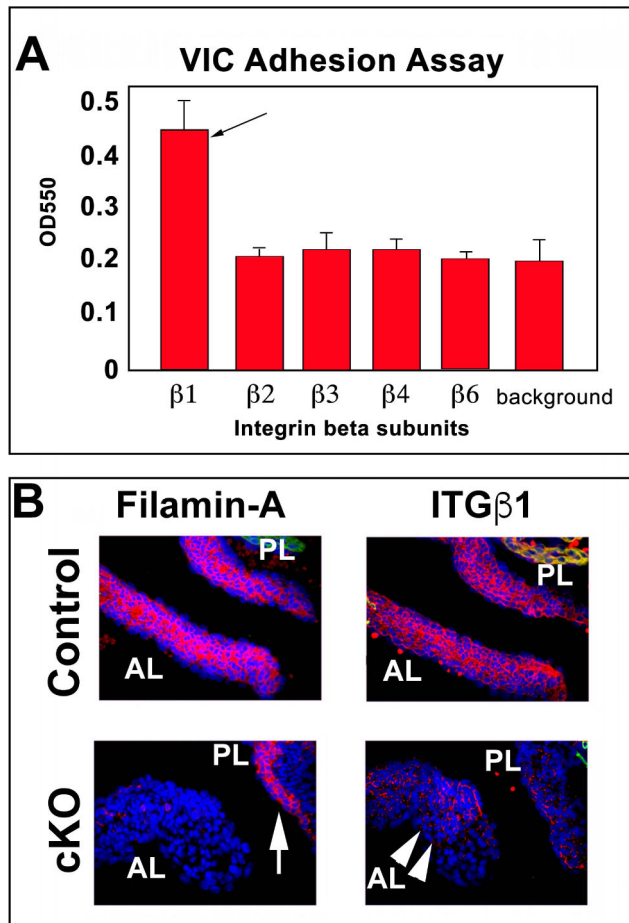 A
VIC Adhesion Assay
OD550
0.5
0.4
0.3
0.2
0.1
0
β1 β2 β3 β4 β6 background
Integrin beta subunits
B
Filamin-A ITGβ1
Control
PL PL
AL AL
cKO
PL PL
AL AL